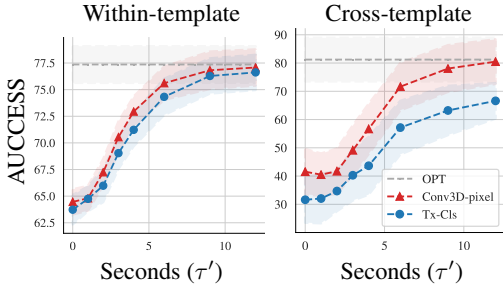 Within-template
Cross-template
AUCCESS
77.5
75.0
72.5
70.0
67.5
65.0
62.5
0
5
10
Seconds (τ′)
90
80
70
60
50
40
30
0
5
10
Seconds (τ′)
OPT
Conv3D-pixel
Tx-Cls